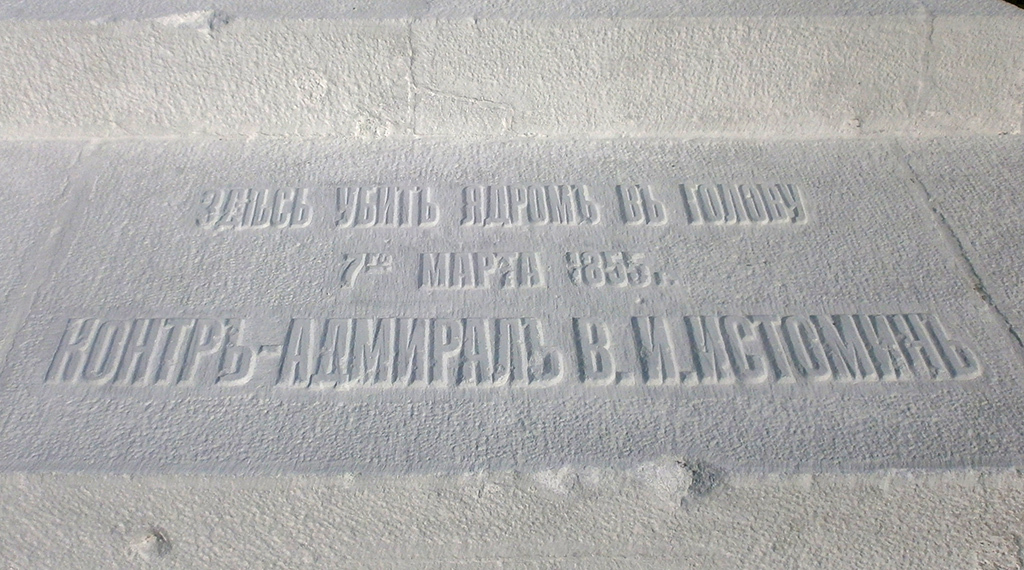 ЗДѢСЬ УБИТЪ ЯДРОМЪ ВЪ ГОЛОВУ
7го МАРТА 1855 г.
КОНТРЪ-АДМИРАЛЪ В. И. ИСТОМИНЪ